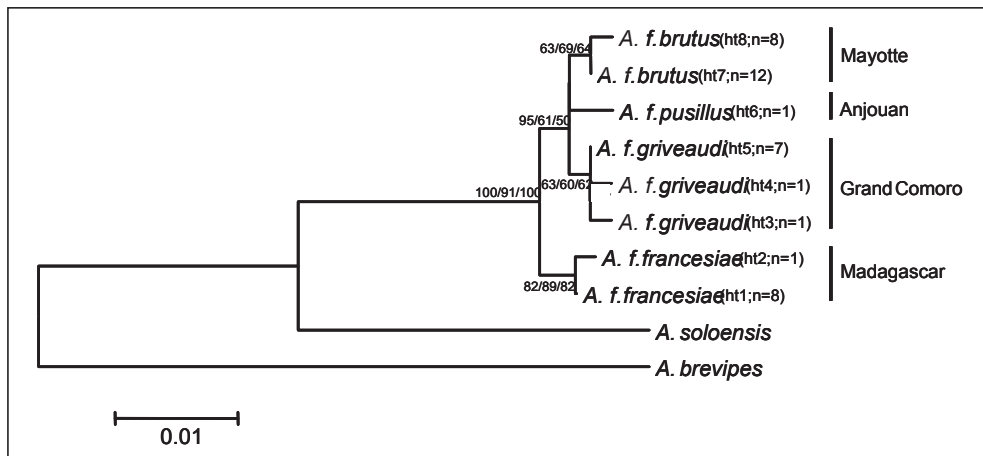 63/69/64
A. f.brutus(ht8;n=8)
A. f.brutus(ht7;n=12)
Mayotte
A. f.pusillus(ht6;n=1)
Anjouan
95/61/50
A. f.griveaudi(ht5;n=7)
63/60/62
A. f.griveaudi(ht4;n=1)
A. f.griveaudi(ht3;n=1)
Grand Comoro
100/91/100
A. f.francesiae(ht2;n=1)
82/89/82
A. f.francesiae(ht1;n=8)
Madagascar
A. soloensis
A. brevipes
0.01